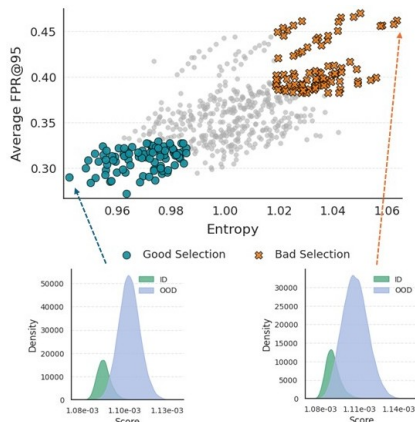 0.45
0.40
0.35
0.30
Average FPR@95
0.96 0.98 1.00 1.02 1.04 1.06
Entropy
Good Selection Bad Selection
50000
40000
30000
20000
10000
0
Density
ID
OOD
1.08e-03 1.10e-03 1.13e-03
Score
30000
25000
20000
15000
10000
5000
0
Density
ID
OOD
1.08e-03 1.11e-03 1.14e-03
Score